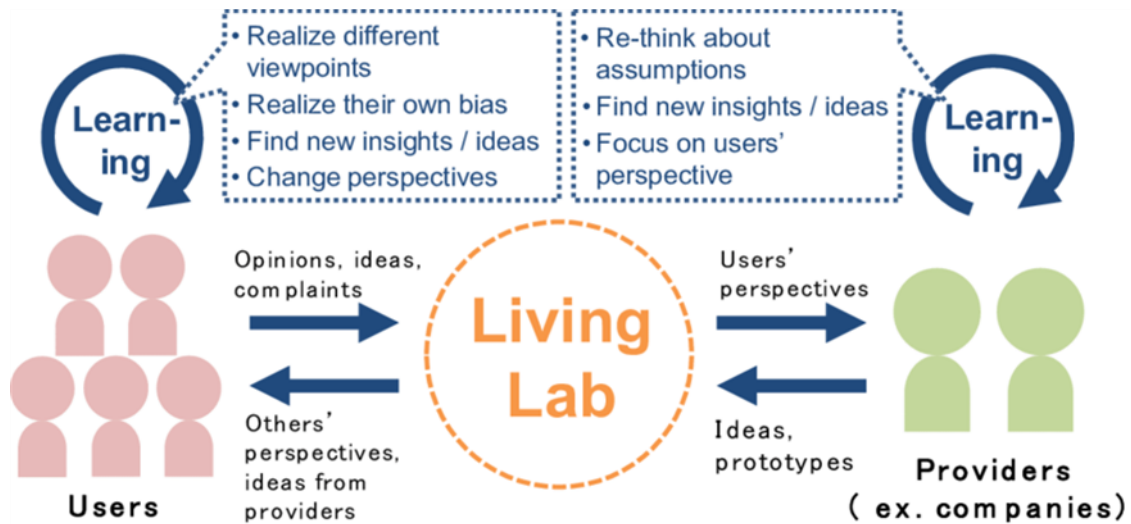 Learn-
ing
• Realize different
viewpoints
• Realize their own bias
• Find new insights / ideas
• Change perspectives
• Re-think about
assumptions
• Find new insights / ideas
• Focus on users’
perspective
Learn-
ing
Opinions, ideas,
complaints
Others’
perspectives,
ideas from
providers
Living
Lab
Users’
perspectives
Ideas,
prototypes
Users
Providers
( ex. companies)